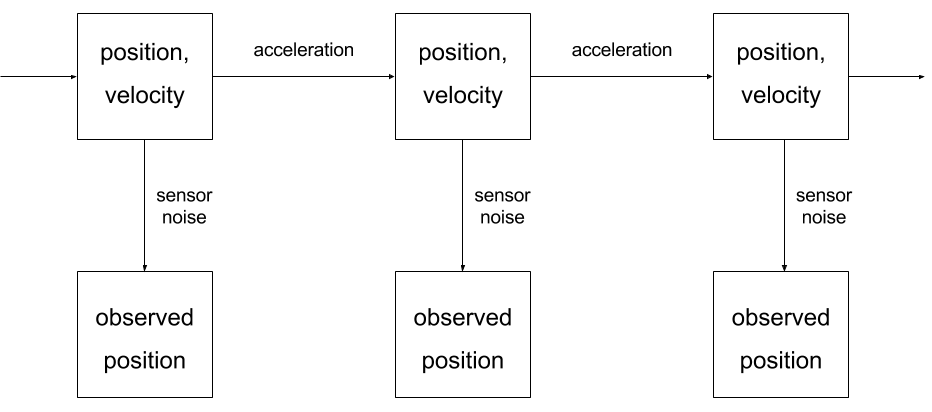 position,
velocity
acceleration
position,
velocity
acceleration
position,
velocity
sensor
noise
sensor
noise
sensor
noise
observed
position
observed
position
observed
position